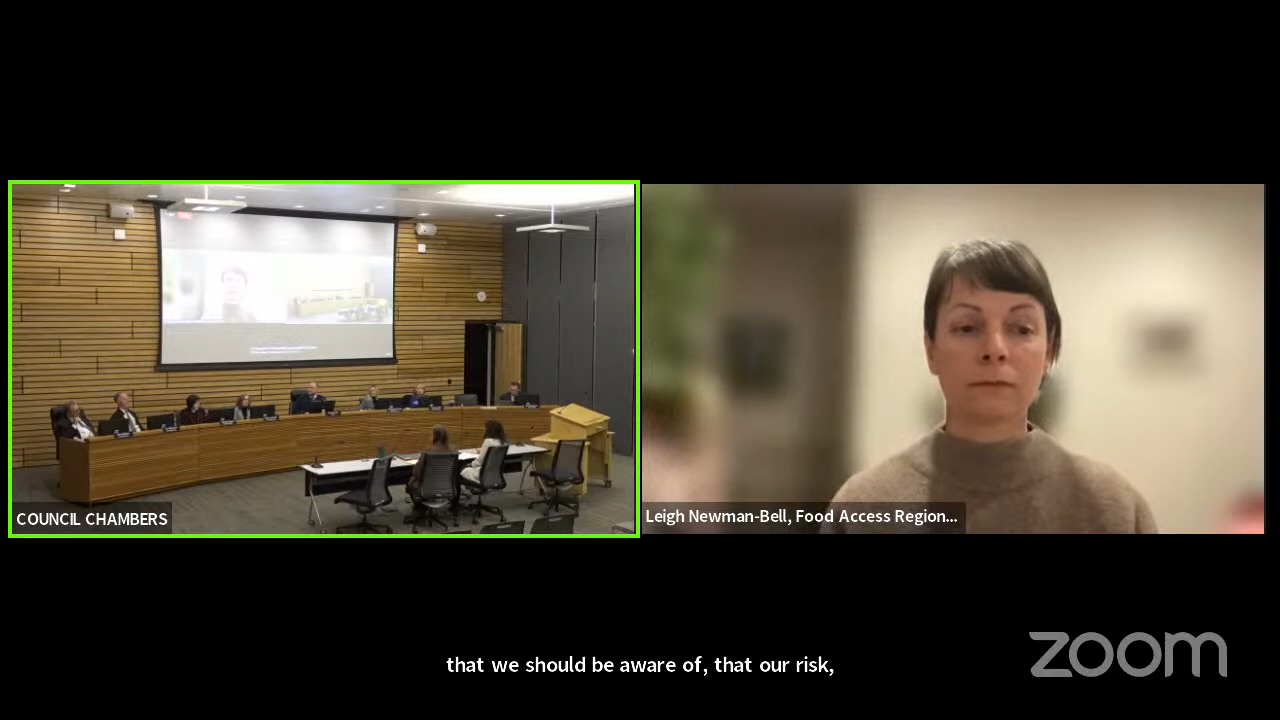 COUNCIL CHAMBERS
Leigh Newman-Bell, Food Access Region...
that we should be aware of, that our risk,
zoom